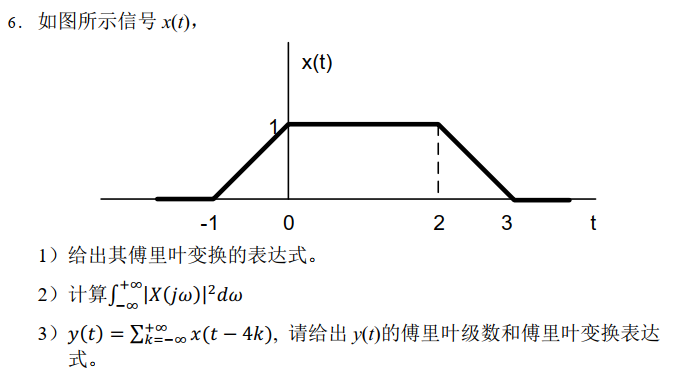 6. 如图所示信号 x(t),
x(t)
1
-1 0 2 3 t
1）给出其傅里叶变换的表达式。
2）计算∫_{-∞}^{+∞}|X(jω)|²dω
3）y(t) = ∑_{k=-∞}^{+∞} x(t − 4k), 请给出 y(t)的傅里叶级数和傅里叶变换表达
式。